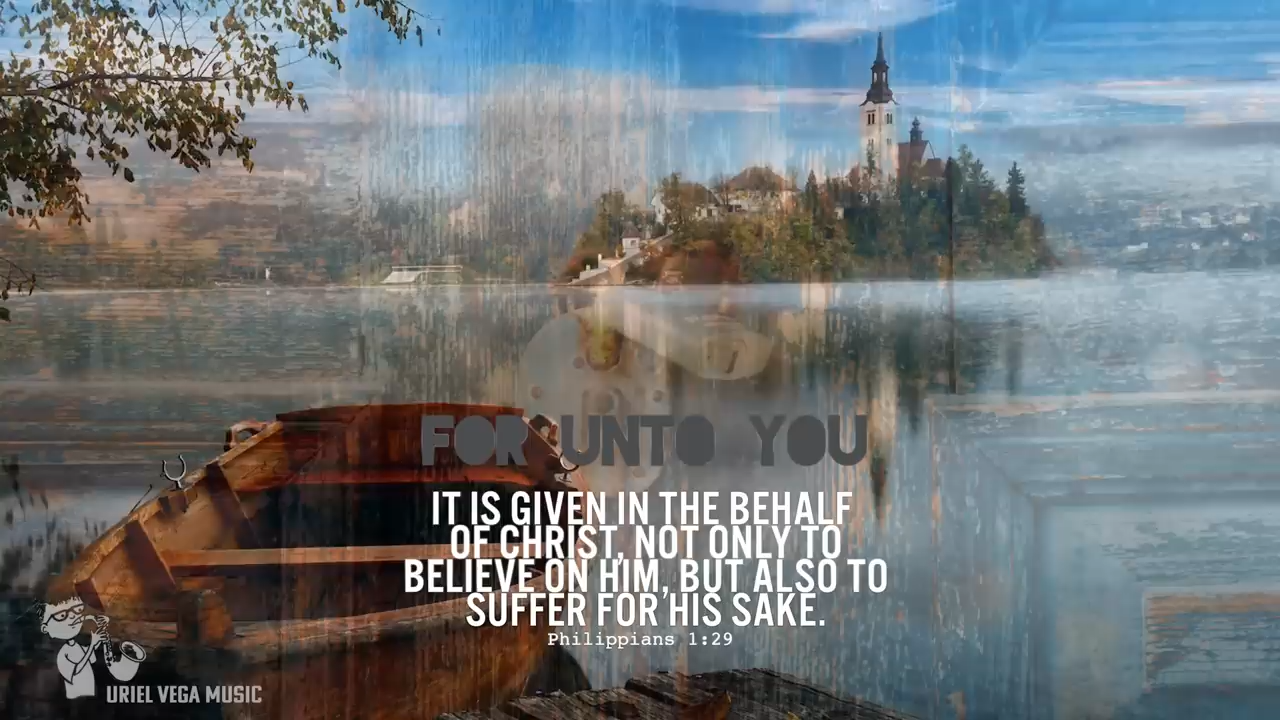 FOR UNTO YOU
IT IS GIVEN IN THE BEHALF
OF CHRIST, NOT ONLY TO
BELIEVE ON HIM, BUT ALSO TO
SUFFER FOR HIS SAKE.
Philippians 1:29
URIEL VEGA MUSIC